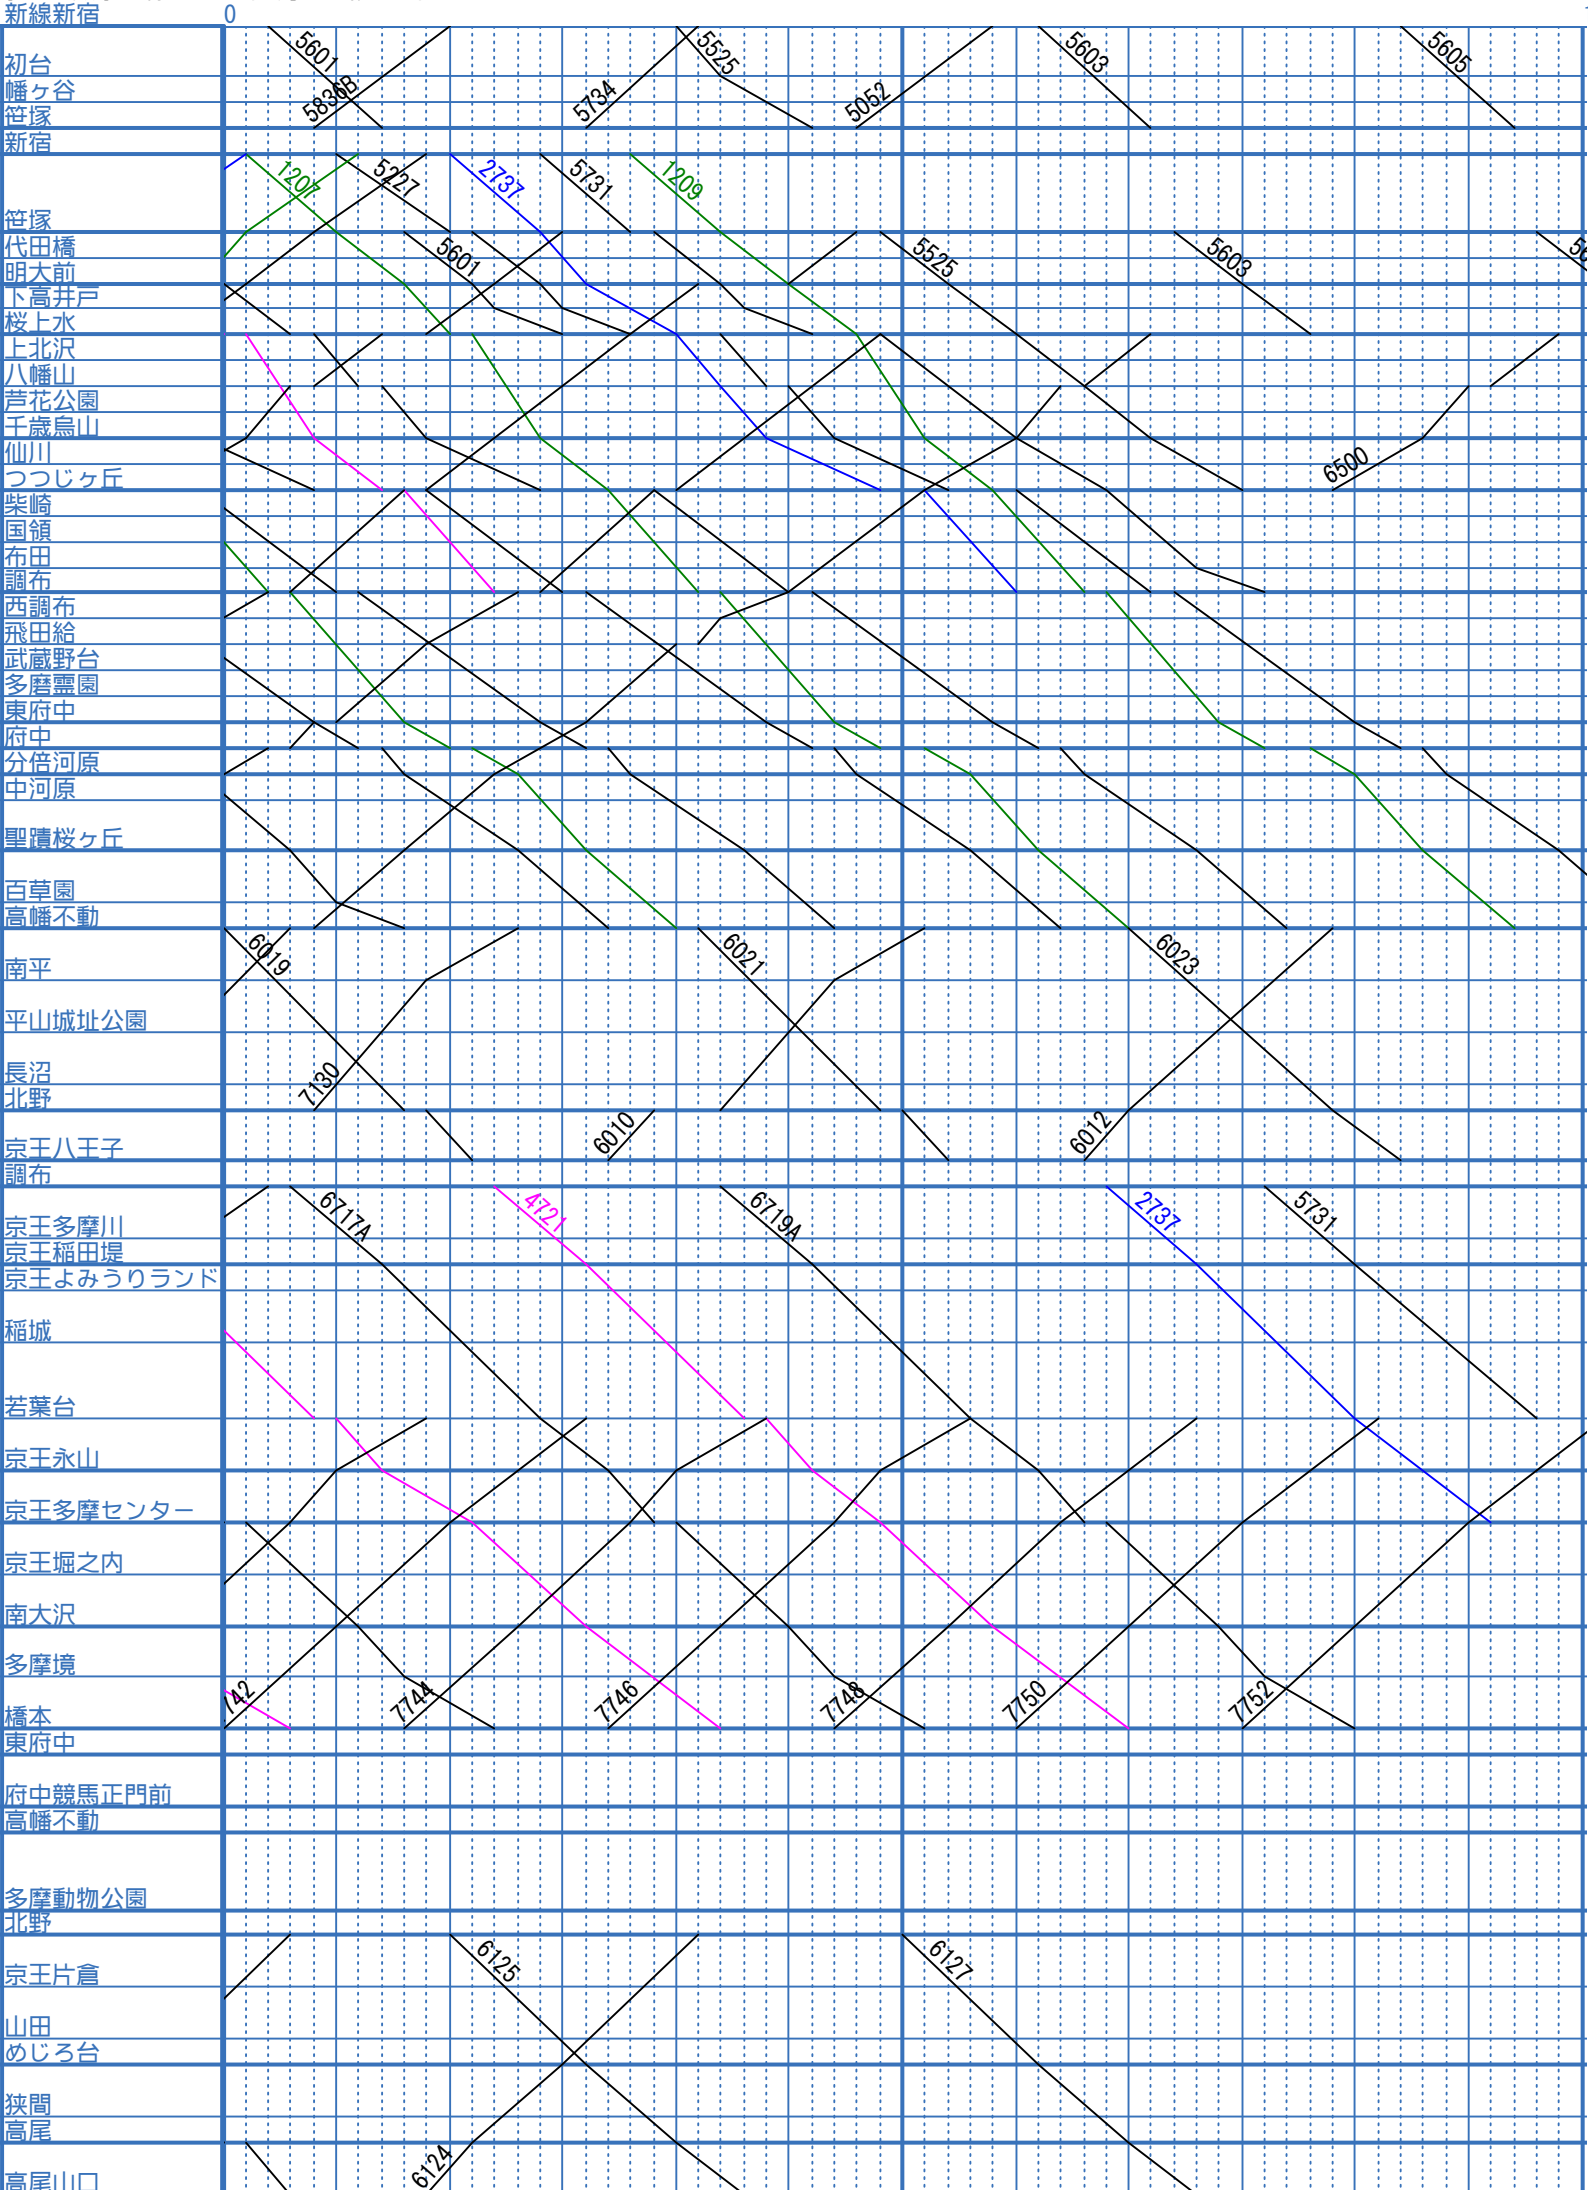 新線新宿 0 1
初台
幡ヶ谷
笹塚
5601
5836B
5734
5525
5052
5603
5605
新宿
笹塚
1207
5227
2737
5731
1209
代田橋
明大前
下高井戸
桜上水
5601
5525
5603
上北沢
八幡山
芦花公園
千歳烏山
仙川
つつじヶ丘
6500
柴崎
国領
布田
調布
西調布
飛田給
武蔵野台
多磨霊園
東府中
府中
分倍河原
中河原
聖蹟桜ヶ丘
百草園
高幡不動
6019
6021
6023
南平
平山城址公園
長沼
7130
北野
6010
6012
京王八王子
調布
6717A
4721
6719A
2737
5731
京王多摩川
京王稲田堤
京王よみうりランド
稲城
若葉台
京王永山
京王多摩センター
京王堀之内
南大沢
多摩境
橋本
742
7744
7746
7748
7750
7752
東府中
府中競馬正門前
高幡不動
多摩動物公園
北野
6125
6127
京王片倉
山田
めじろ台
狭間
高尾
6124
高尾山口